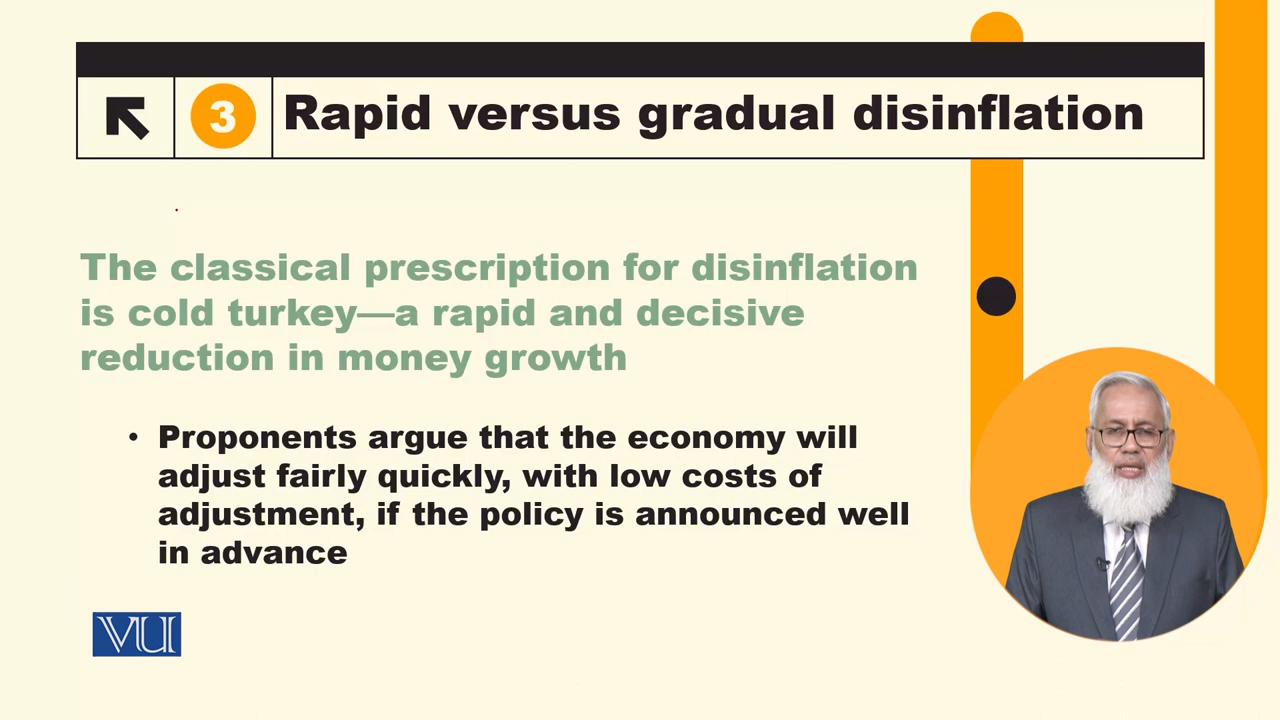 3 Rapid versus gradual disinflation
The classical prescription for disinflation
is cold turkey—a rapid and decisive
reduction in money growth
• Proponents argue that the economy will
adjust fairly quickly, with low costs of
adjustment, if the policy is announced well
in advance
VU